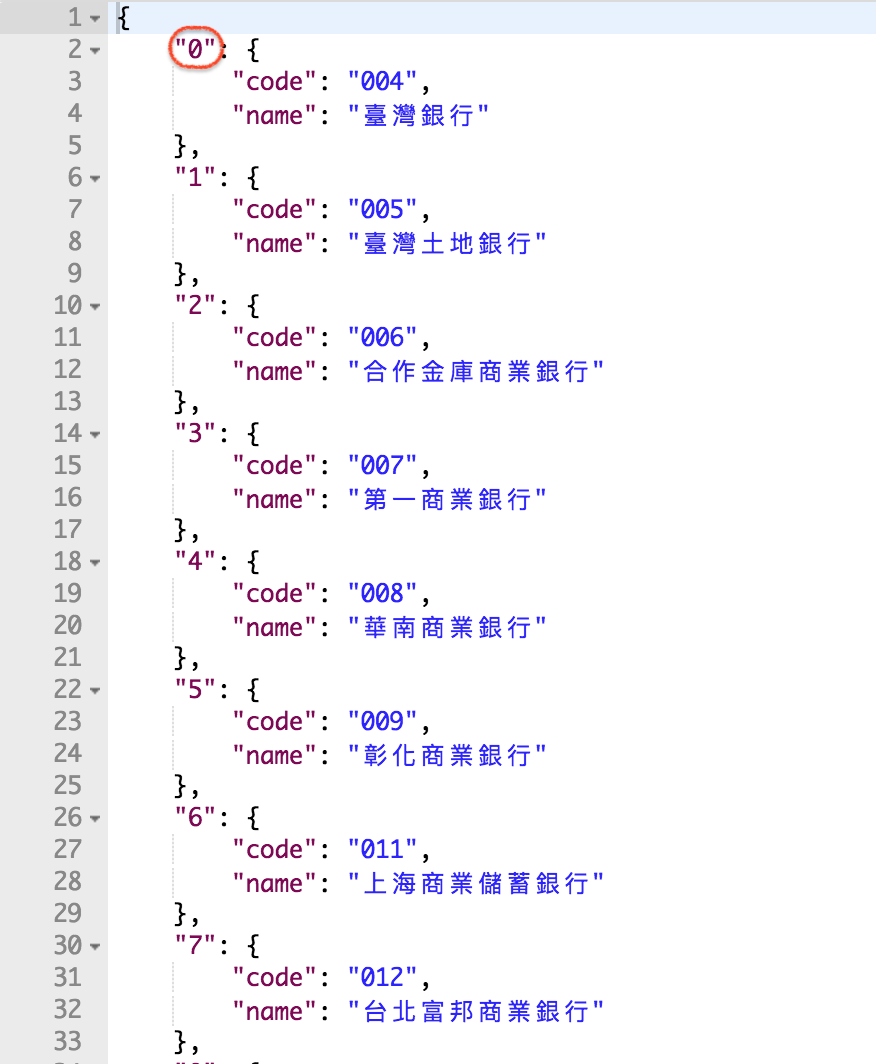 1 {
2 "0": {
3 "code": "004",
4 "name": "臺灣銀行"
5 },
6 "1": {
7 "code": "005",
8 "name": "臺灣土地銀行"
9 },
10 "2": {
11 "code": "006",
12 "name": "合作金庫商業銀行"
13 },
14 "3": {
15 "code": "007",
16 "name": "第一商業銀行"
17 },
18 "4": {
19 "code": "008",
20 "name": "華南商業銀行"
21 },
22 "5": {
23 "code": "009",
24 "name": "彰化商業銀行"
25 },
26 "6": {
27 "code": "011",
28 "name": "上海商業儲蓄銀行"
29 },
30 "7": {
31 "code": "012",
32 "name": "台北富邦商業銀行"
33 },